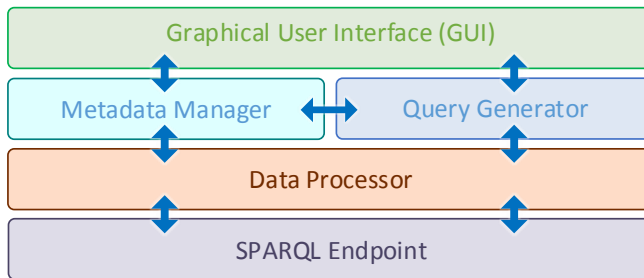 Graphical User Interface (GUI)
Metadata Manager
Query Generator
Data Processor
SPARQL Endpoint